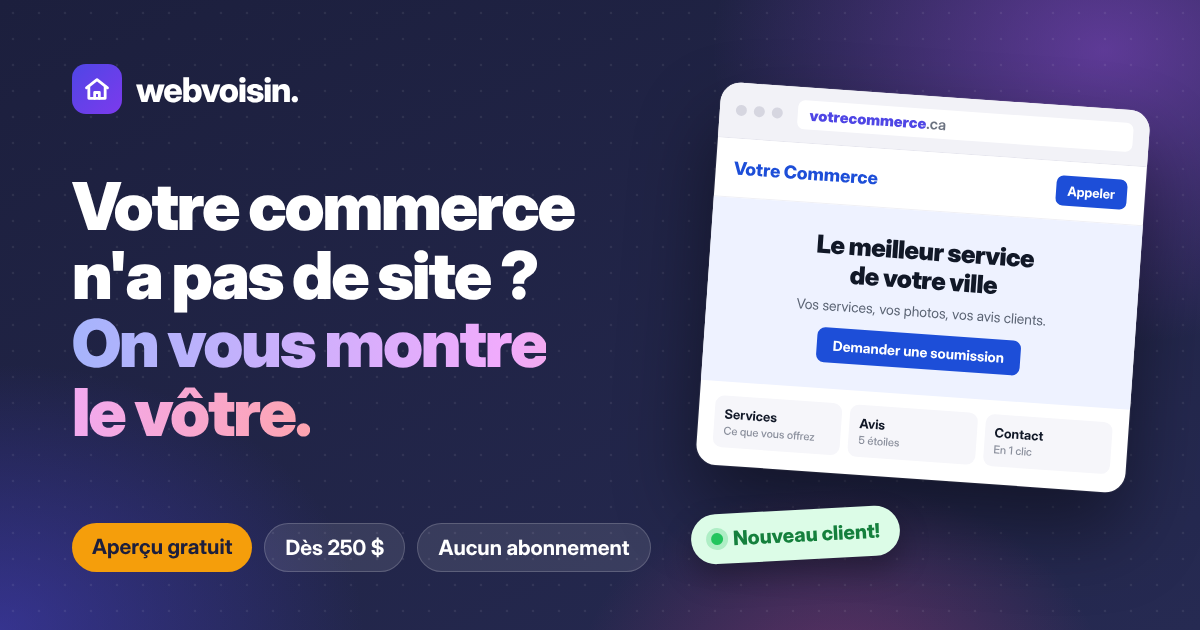 webvoisin.
Votre commerce
n'a pas de site ?
On vous montre
le vôtre.
Aperçu gratuit
Dès 250 $
Aucun abonnement
votrecommerce.ca
Votre Commerce
Appeler
Le meilleur service
de votre ville
Vos services, vos photos, vos avis clients.
Demander une soumission
Services
Ce que vous offrez
Avis
5 étoiles
Contact
En 1 clic
Nouveau client!